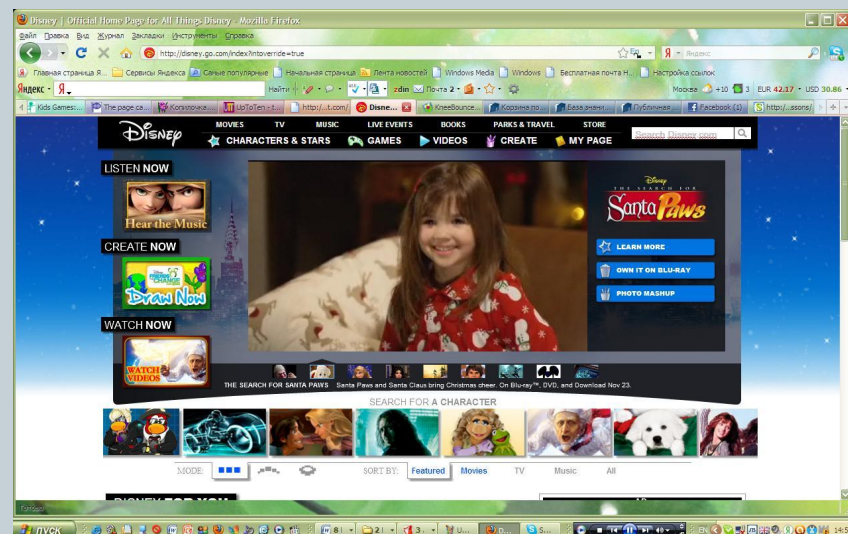 Disney | Official Home Page for All Things Disney - Mozilla Firefox
Файл Правка Вид Журнал Закладки Инструменты Справка
http://disney.go.com/index?intoverride=true
Яндекс
Главная страница Я... Сервисы Яндекса Самые популярные Начальная страница Лента новостей Windows Media Windows Бесплатная почта H... Настройка ссылок
Яндекс Я Найти zdin Почта 2 Москва +10 3 EUR 42.17 USD 30.86
Kids Games: The page ca... Копилочка... UpToTen - t... http:/...t.com/ Disne... KneeBounce... Корзина по... База знани... Публичная... Facebook (1) http:/...ssons/
Disney
MOVIES TV MUSIC LIVE EVENTS BOOKS PARKS & TRAVEL STORE
Search Disney.com
CHARACTERS & STARS GAMES VIDEOS CREATE MY PAGE
LISTEN NOW
Hear the Music
CREATE NOW
FRIENDS CHANGE
Draw Now
WATCH NOW
WATCH VIDEOS
Disney
THE SEARCH FOR
Santa Paws
LEARN MORE
OWN IT ON BLU-RAY
PHOTO MASHUP
THE SEARCH FOR SANTA PAWS Santa Paws and Santa Claus bring Christmas cheer. On Blu-ray™, DVD, and Download Nov 23.
SEARCH FOR A CHARACTER
MODE: SORT BY: Featured Movies TV Music All
DISNEY FOR YOU
Готово
пуск